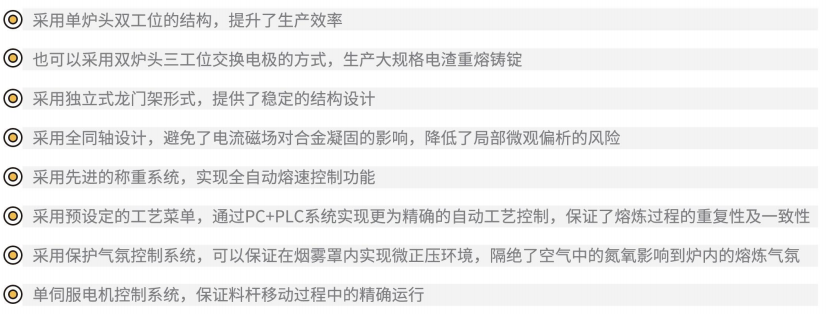 采用单炉头双工位的结构，提升了生产效率
也可以采用双炉头三工位交换电极的方式，生产大规格电渣重熔铸锭
采用独立式龙门架形式，提供了稳定的结构设计
采用全同轴设计，避免了电流磁场对合金凝固的影响，降低了局部微观偏析的风险
采用先进的称重系统，实现全自动熔速控制功能
采用预设定的工艺菜单，通过PC+PLC系统实现更为精确的自动工艺控制，保证了熔炼过程的重复性及一致性
采用保护气氛控制系统，可以保证在烟雾罩内实现微正压环境，隔绝了空气中的氮氧影响到炉内的熔炼气氛
单伺服电机控制系统，保证料杆移动过程中的精确运行